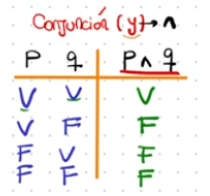 Conjunción (y)→ ∧
P q P ∧ q
V V V
V F F
F V F
F F F